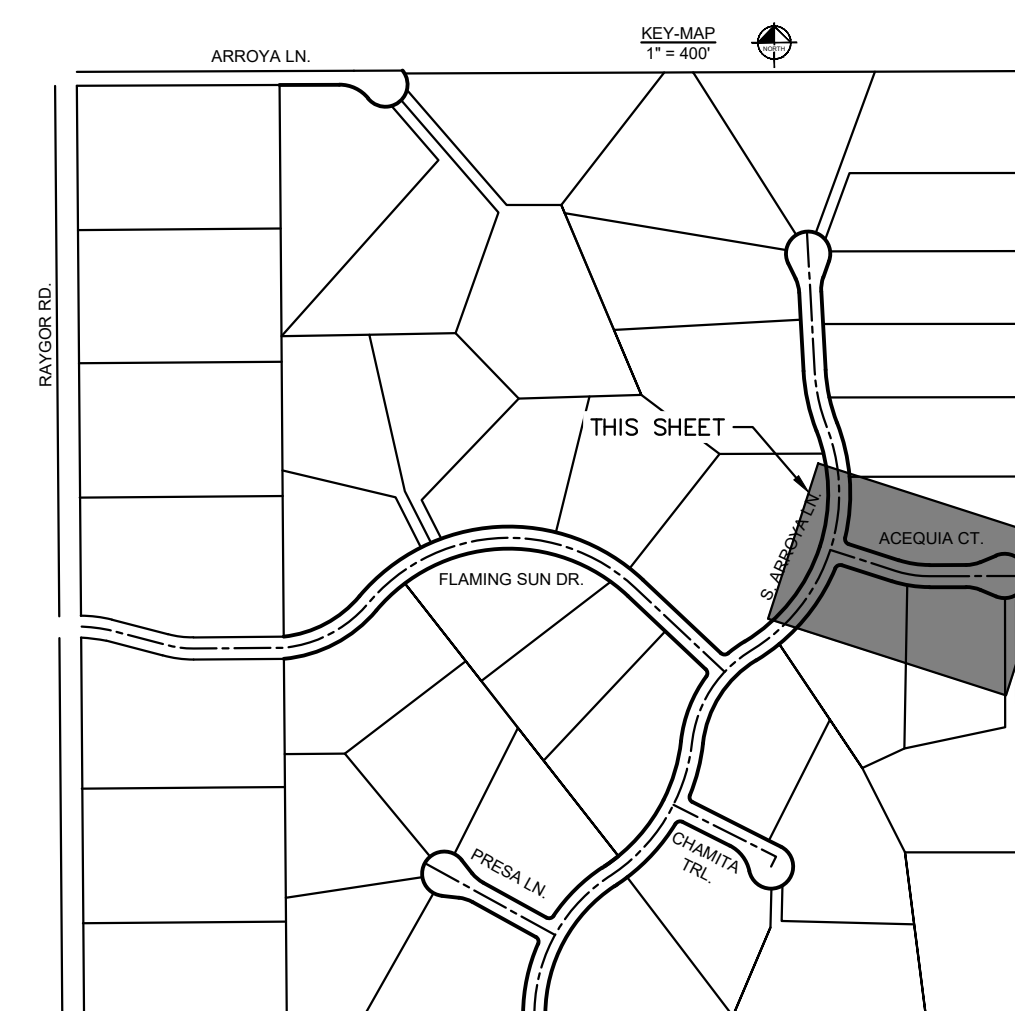 KEY-MAP
1" = 400'
NORTH
ARROYA LN.
RAYGOR RD.
THIS SHEET
S. ARROYA LN.
ACEQUIA CT.
FLAMING SUN DR.
CHAMITA
TRL.
PRESA LN.